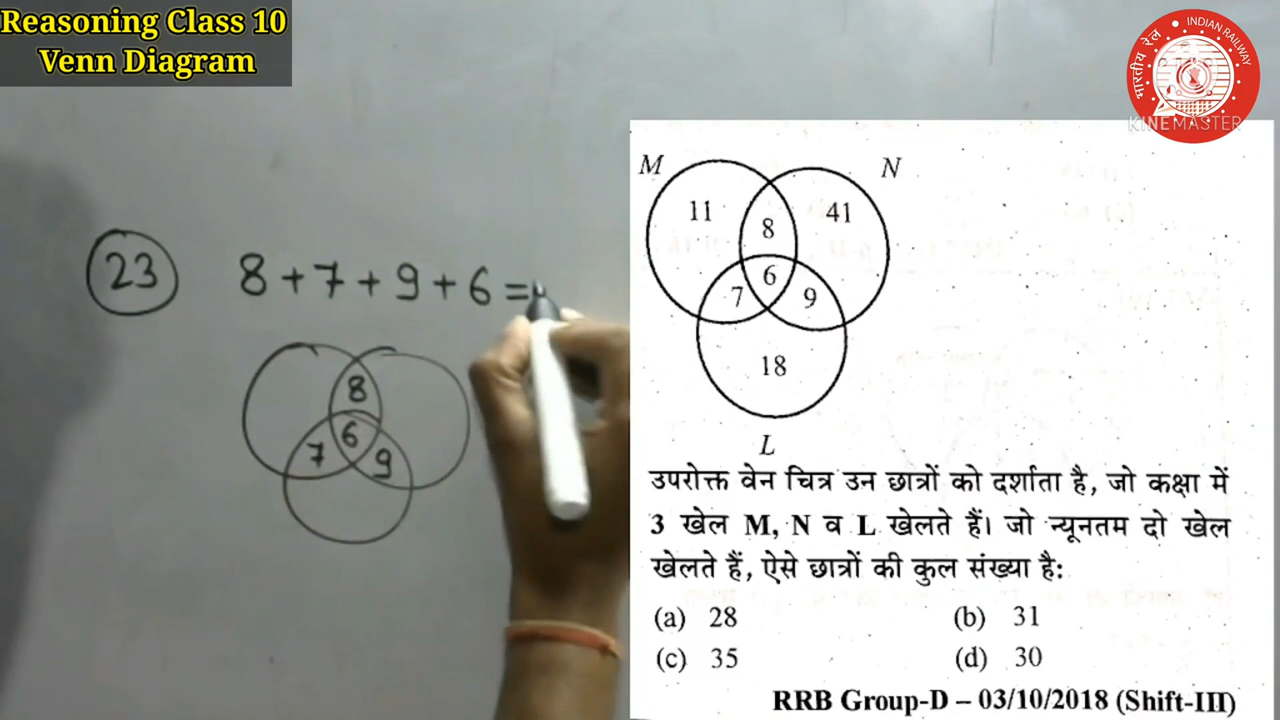 Reasoning Class 10
Venn Diagram
भारतीय रेल • INDIAN RAILWAY
KINEMASTER
23 8+7+9+6=
8
6
7 9
M N
11 8 41
6
7 9
18
L
उपरोक्त वेन चित्र उन छात्रों को दर्शाता है, जो कक्षा में
3 खेल M, N व L खेलते हैं। जो न्यूनतम दो खेल
खेलते हैं, ऐसे छात्रों की कुल संख्या है:
(a) 28 (b) 31
(c) 35 (d) 30
RRB Group-D – 03/10/2018 (Shift-III)